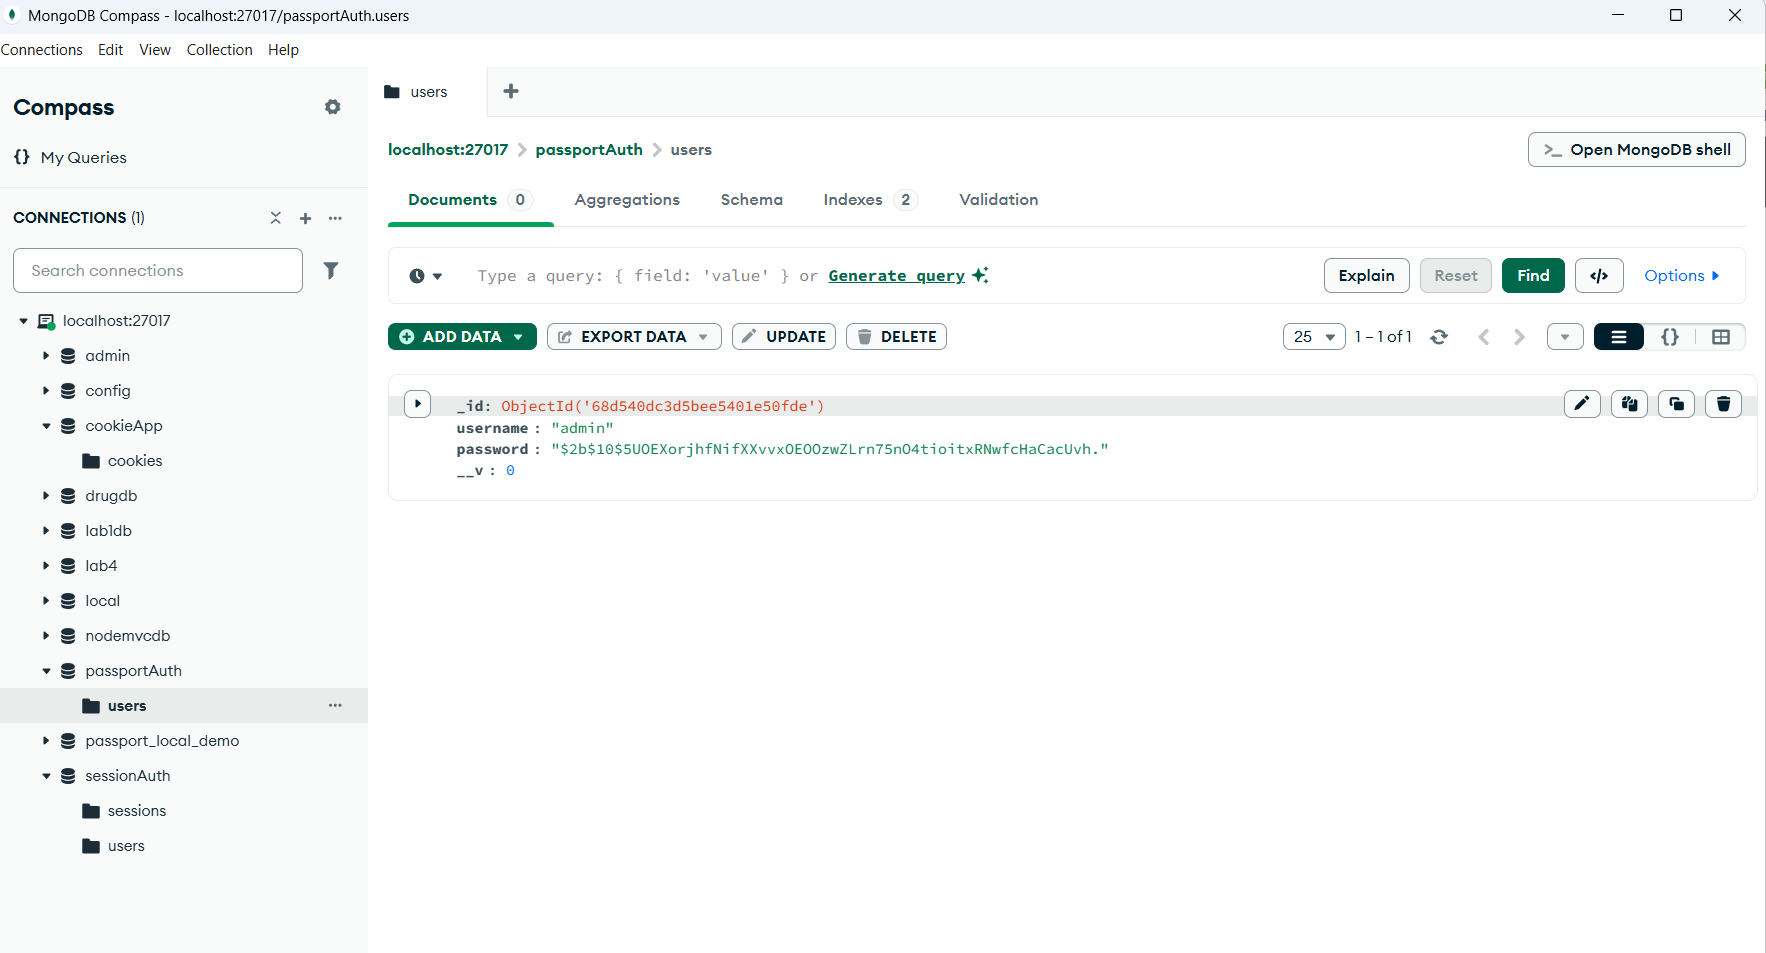 MongoDB Compass - localhost:27017/passportAuth.users
Connections Edit View Collection Help
Compass
{} My Queries
CONNECTIONS (1)
Search connections
localhost:27017
admin
config
cookieApp
cookies
drugdb
lab1db
lab4
local
nodemvcdb
passportAuth
users
passport_local_demo
sessionAuth
sessions
users
users
localhost:27017 > passportAuth > users
>_ Open MongoDB shell
Documents 0 Aggregations Schema Indexes 2 Validation
Type a query: { field: 'value' } or Generate query
Explain Reset Find </> Options
ADD DATA EXPORT DATA UPDATE DELETE
25 1 – 1 of 1 {}
_id: ObjectId('68d540dc3d5bee5401e50fde')
username : "admin"
password : "$2b$10$5UOEXorjhfNifXXvvxOEOOzwZLrn75nO4tioitxRNwfcHaCacUvh."
__v : 0